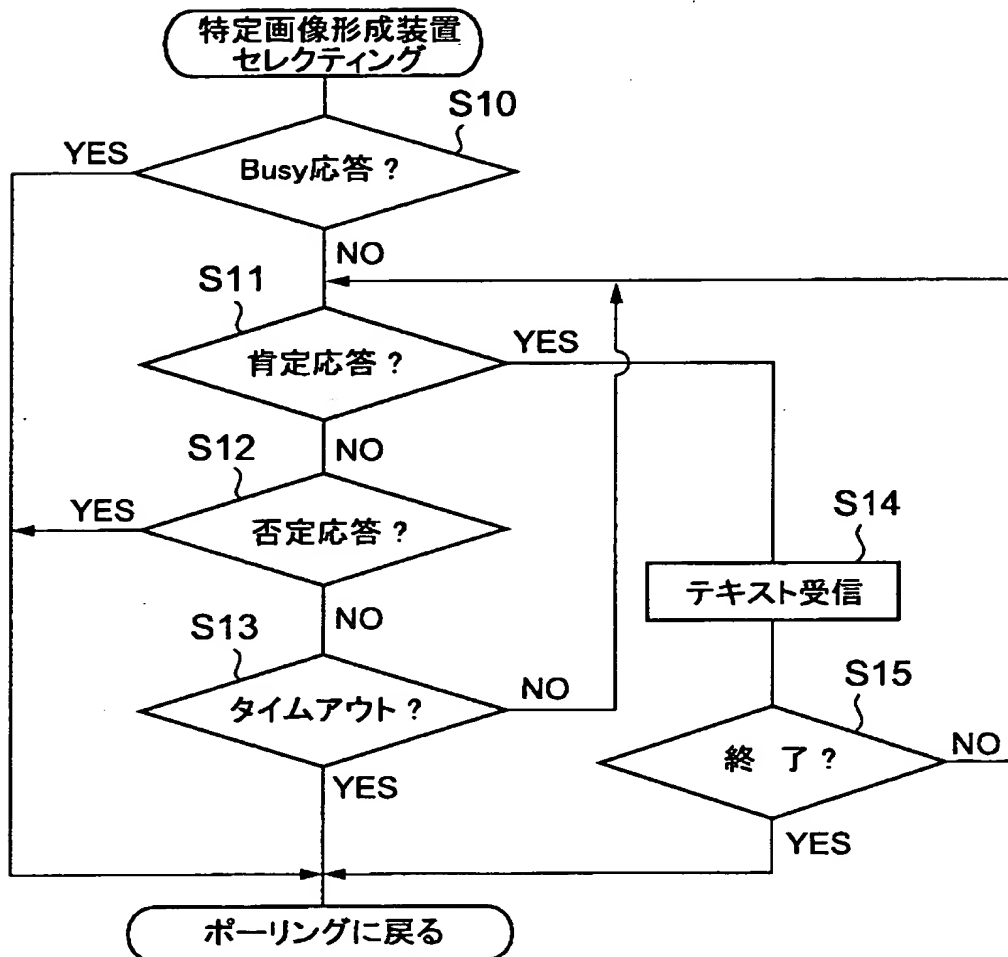 特定画像形成装置
セレクティング
S10
YES
Busy応答？
NO
S11
YES
肯定応答？
NO
S12
YES
否定応答？
S14
テキスト受信
NO
S13
S15
タイムアウト？
NO
終了？
NO
YES
YES
ポーリングに戻る